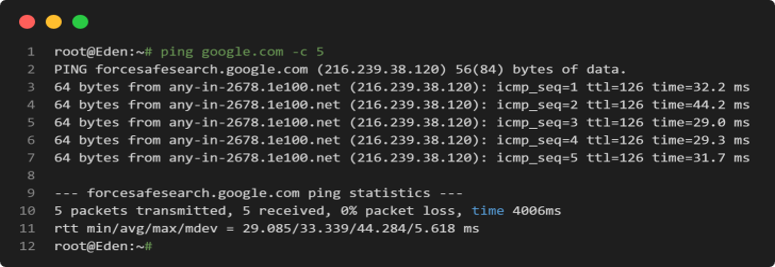 1 root@Eden:~# ping google.com -c 5
2 PING forcesafesearch.google.com (216.239.38.120) 56(84) bytes of data.
3 64 bytes from any-in-2678.1e100.net (216.239.38.120): icmp_seq=1 ttl=126 time=32.2 ms
4 64 bytes from any-in-2678.1e100.net (216.239.38.120): icmp_seq=2 ttl=126 time=44.2 ms
5 64 bytes from any-in-2678.1e100.net (216.239.38.120): icmp_seq=3 ttl=126 time=29.0 ms
6 64 bytes from any-in-2678.1e100.net (216.239.38.120): icmp_seq=4 ttl=126 time=29.3 ms
7 64 bytes from any-in-2678.1e100.net (216.239.38.120): icmp_seq=5 ttl=126 time=31.7 ms
8
9 --- forcesafesearch.google.com ping statistics ---
10 5 packets transmitted, 5 received, 0% packet loss, time 4006ms
11 rtt min/avg/max/mdev = 29.085/33.339/44.284/5.618 ms
12 root@Eden:~#